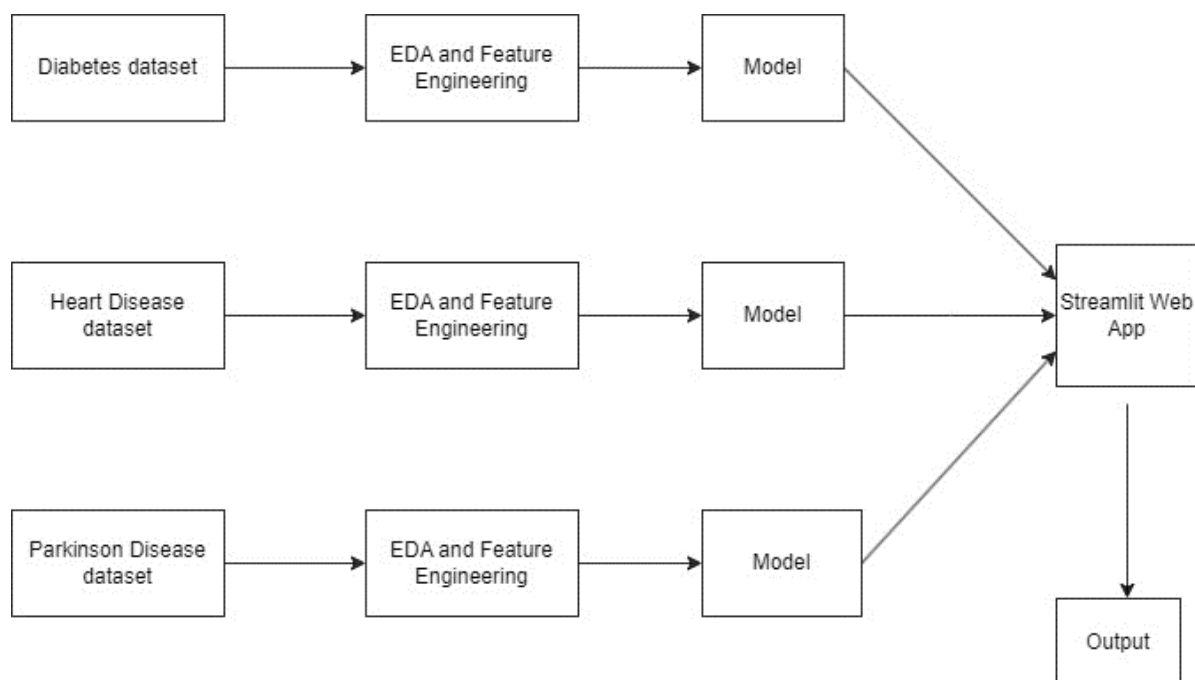 Diabetes dataset
EDA and Feature
Engineering
Model
Heart Disease
dataset
EDA and Feature
Engineering
Model
Streamlit Web
App
Parkinson Disease
dataset
EDA and Feature
Engineering
Model
Output